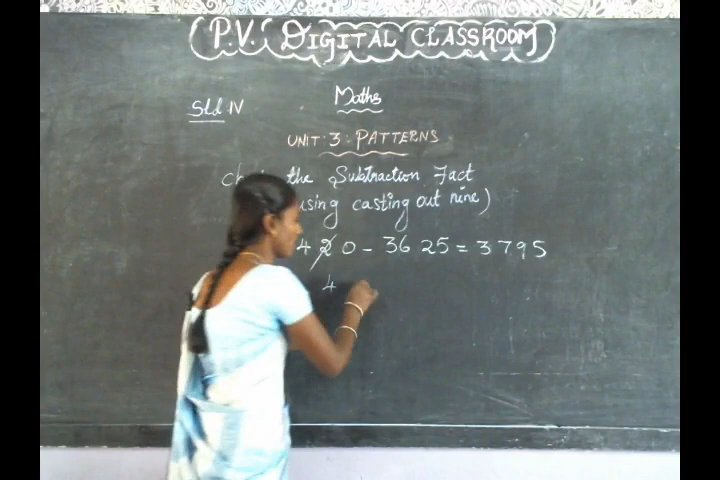 P.V. DIGITAL CLASSROOM
Maths
Std IV
UNIT: 3: PATTERNS
the Subtraction Fact
using casting out nine)
4 2 0 - 36 25 = 3795
4